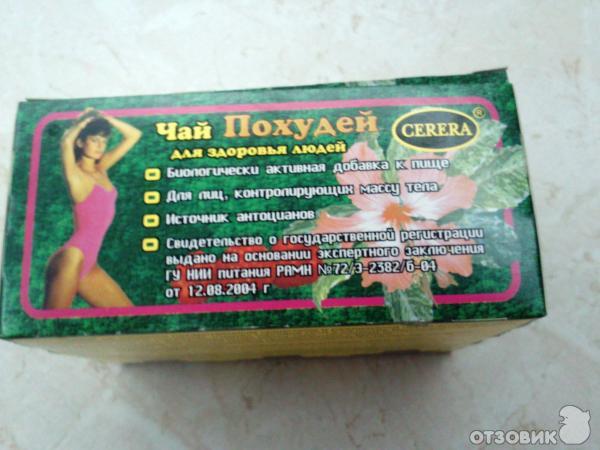 Чай Похудей
CERERA ®
для здоровья людей
Биологически активная добавка к пище
Для лиц, контролирующих массу тела
Источник антоцианов
Свидетельство о государственной регистрации
выдано на основании экспертного заключения
ГУ НИИ питания РАМН №72/Э-2382/б-04
от 12.08.2004 г
ОТЗОВИК